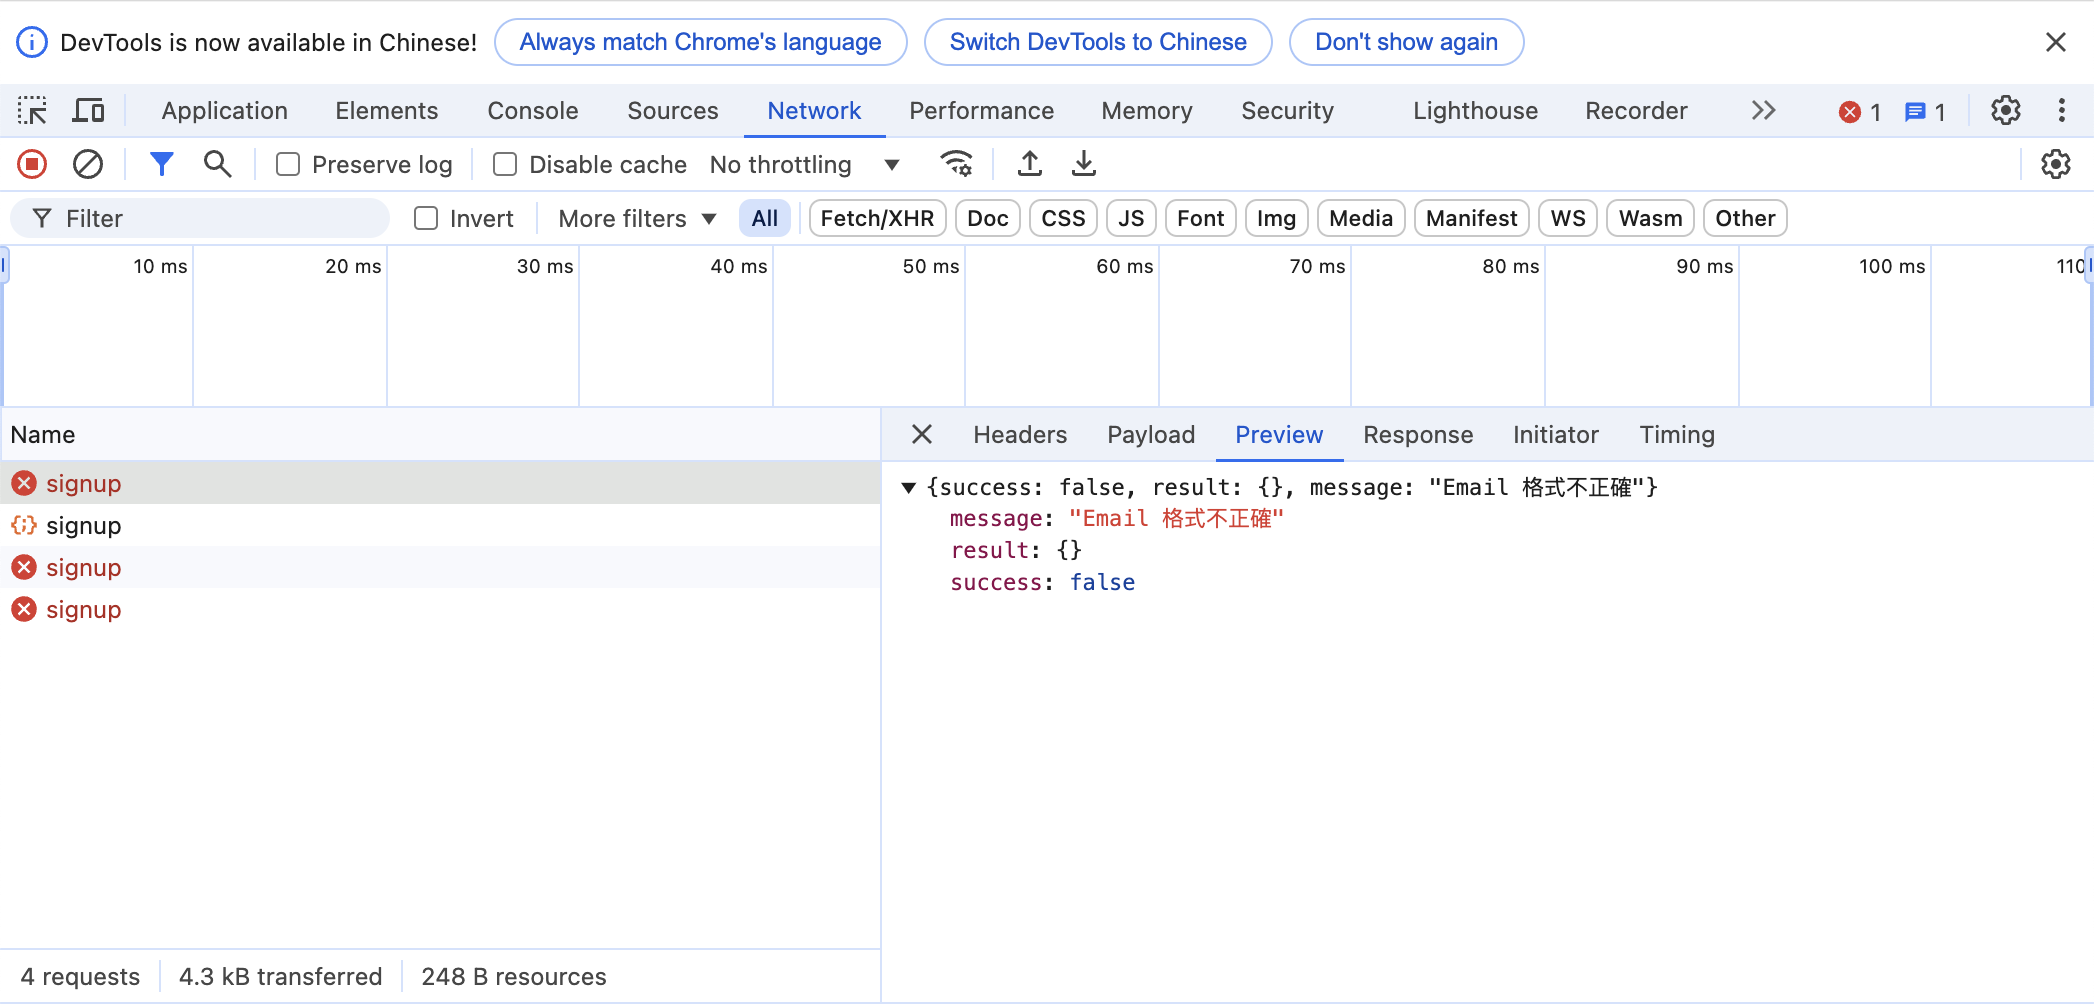 DevTools is now available in Chinese! Always match Chrome's language Switch DevTools to Chinese Don't show again
Application Elements Console Sources Network Performance Memory Security Lighthouse Recorder 1 1
Preserve log Disable cache No throttling
Filter Invert More filters All Fetch/XHR Doc CSS JS Font Img Media Manifest WS Wasm Other
10 ms 20 ms 30 ms 40 ms 50 ms 60 ms 70 ms 80 ms 90 ms 100 ms 110
Name
signup
signup
signup
signup
4 requests 4.3 kB transferred 248 B resources
Headers Payload Preview Response Initiator Timing
{success: false, result: {}, message: "Email 格式不正確"}
message: "Email 格式不正確"
result: {}
success: false